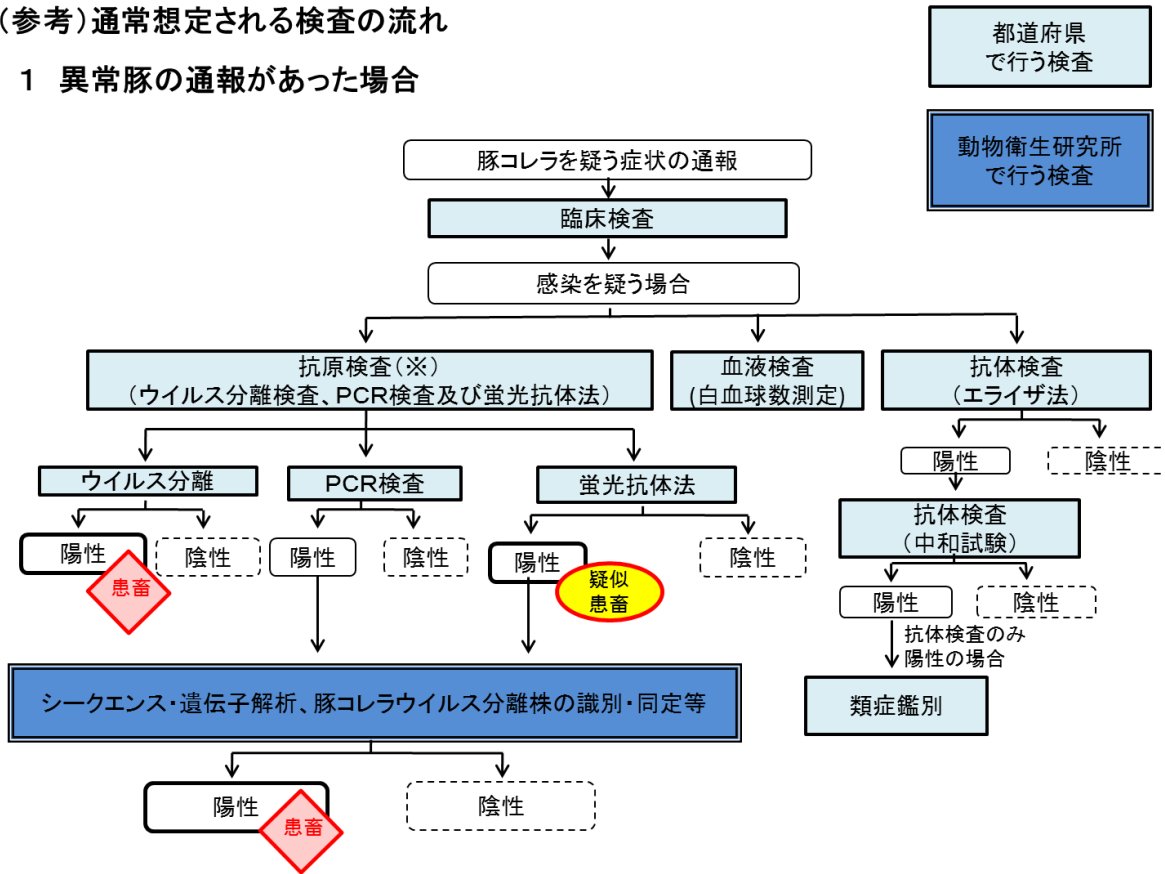 (参考)通常想定される検査の流れ
1 異常豚の通報があった場合
都道府県
で行う検査
動物衛生研究所
で行う検査
豚コレラを疑う症状の通報
臨床検査
感染を疑う場合
抗原検査(※)
(ウイルス分離検査、PCR検査及び蛍光抗体法)
血液検査
(白血球数測定)
抗体検査
(エライザ法)
陽性
陰性
ウイルス分離
PCR検査
蛍光抗体法
抗体検査
(中和試験)
陽性
患畜
陰性
陽性
陰性
陽性
疑似
患畜
陰性
陽性
陰性
抗体検査のみ
陽性の場合
シークエンス・遺伝子解析、豚コレラウイルス分離株の識別・同定等
類症鑑別
陽性
患畜
陰性